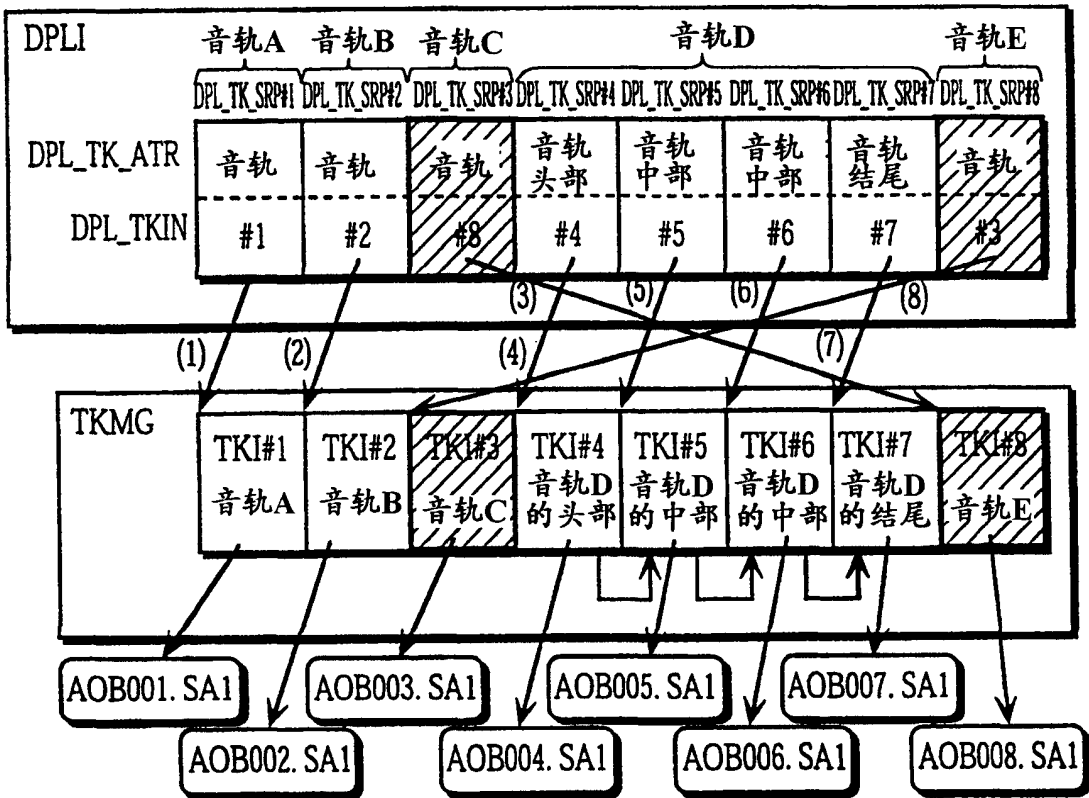 DPLI
音轨A 音轨B 音轨C 音轨D 音轨E
DPL_TK_SRP#1 DPL_TK_SRP#2 DPL_TK_SRP#3 DPL_TK_SRP#4 DPL_TK_SRP#5 DPL_TK_SRP#6 DPL_TK_SRP#7 DPL_TK_SRP#8
DPL_TK_ATR
音轨 音轨 音轨 音轨 音轨 音轨 音轨 音轨
头部 中部 中部 结尾
DPL_TKIN
#1 #2 #8 #4 #5 #6 #7 #3
(3) (5) (6) (8)
(1) (2) (4) (7)
TKMG
TKI#1 TKI#2 TKI#3 TKI#4 TKI#5 TKI#6 TKI#7 TKI#8
音轨A 音轨B 音轨C 音轨D 音轨D 音轨D 音轨D 音轨E
的头部 的中部 的中部 的结尾
AOB001.SA1 AOB003.SA1 AOB005.SA1 AOB007.SA1
AOB002.SA1 AOB004.SA1 AOB006.SA1 AOB008.SA1